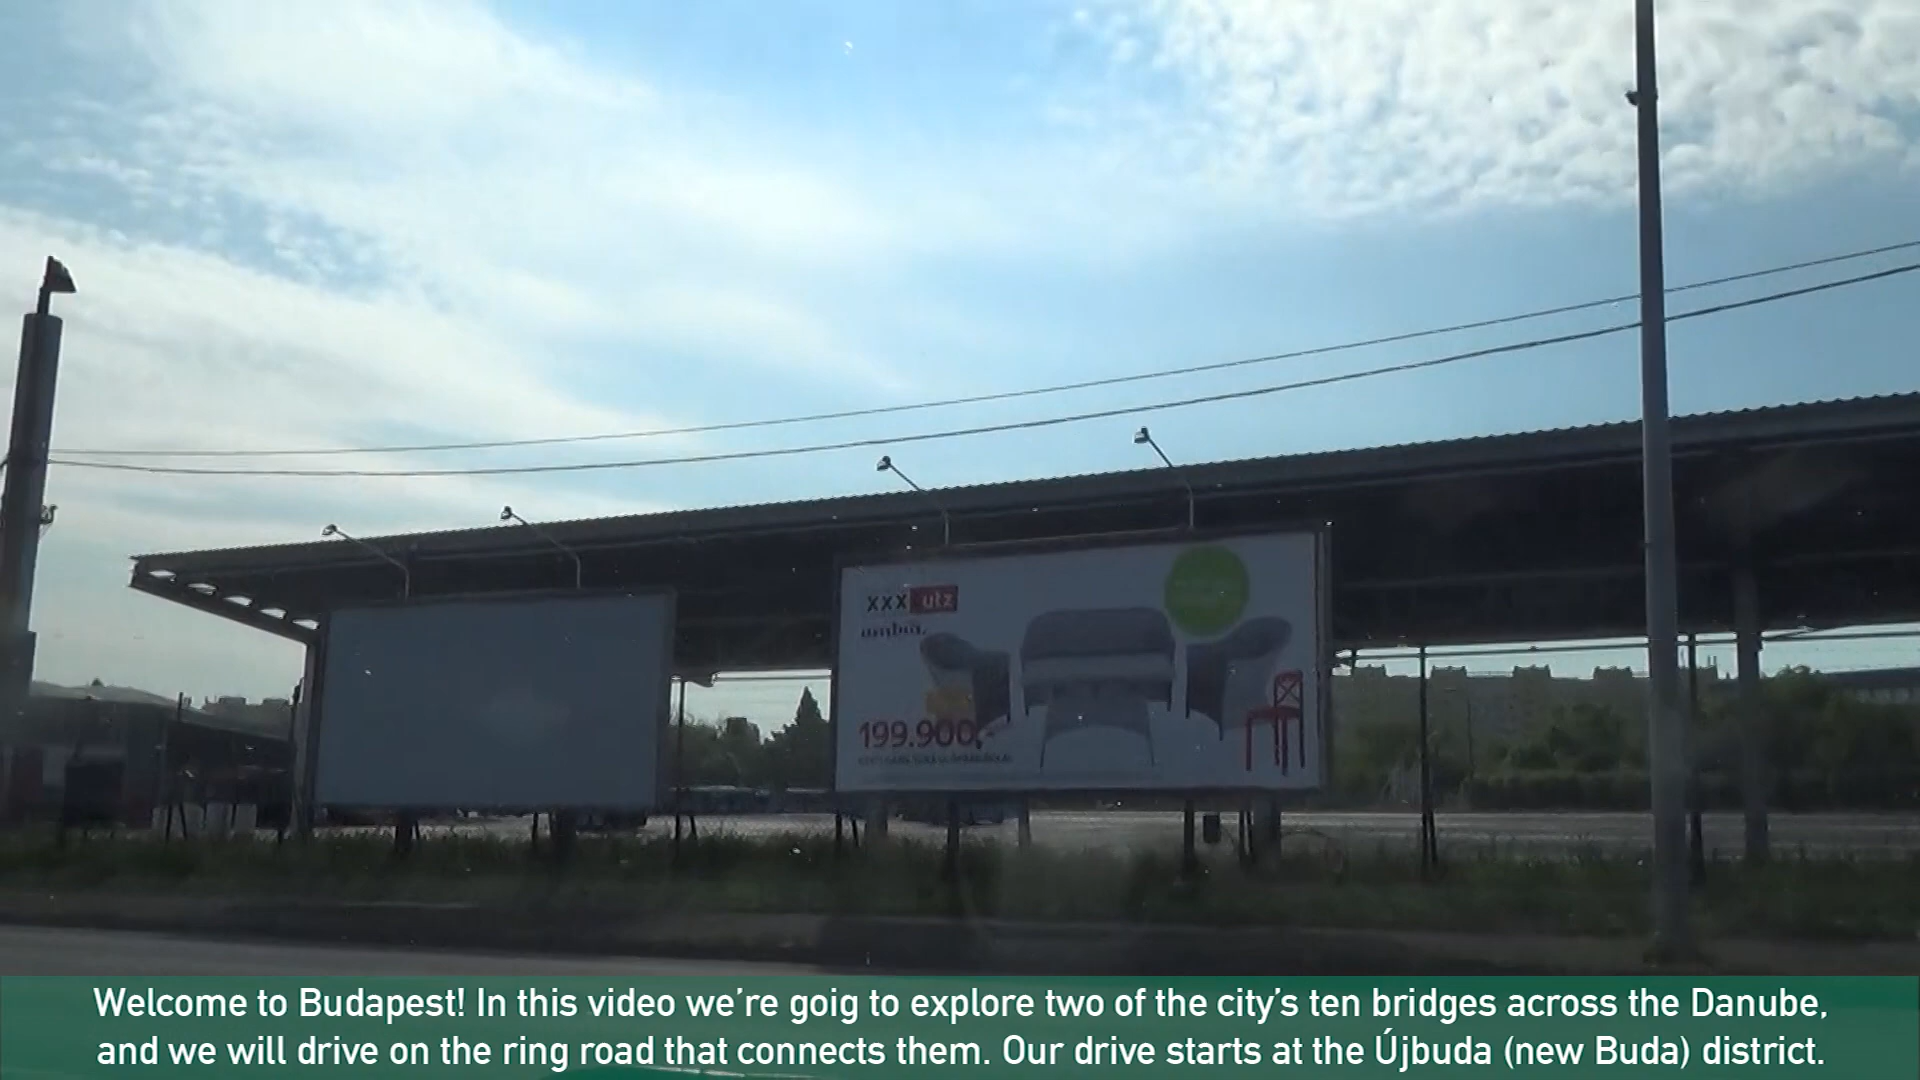 XXX utz
ambia.
199.900,-
Welcome to Budapest! In this video we’re goig to explore two of the city’s ten bridges across the Danube,
and we will drive on the ring road that connects them. Our drive starts at the Újbuda (new Buda) district.